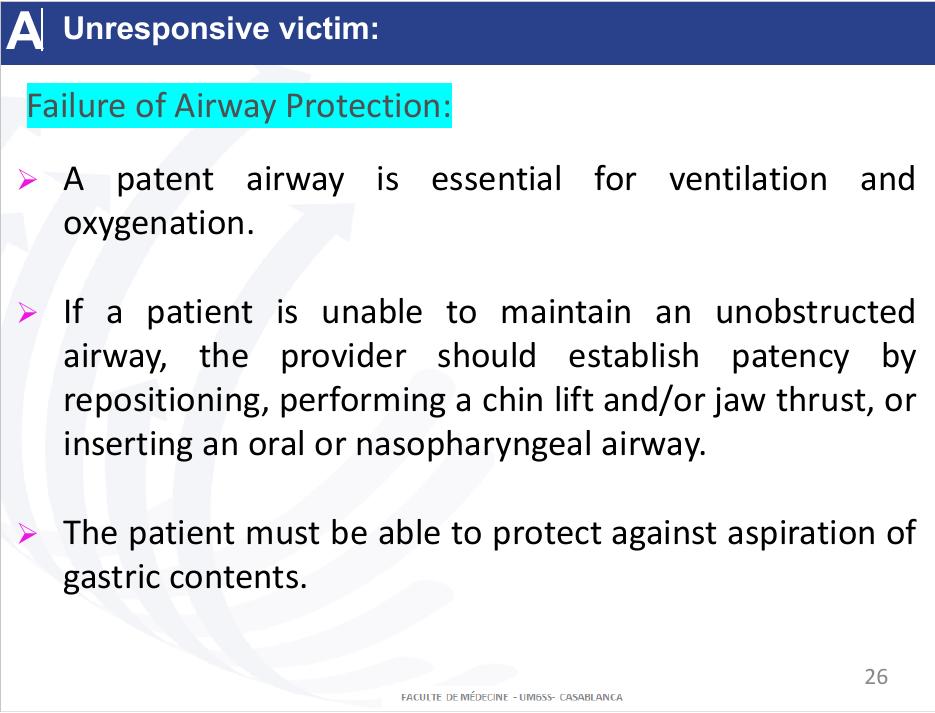 A Unresponsive victim:
Failure of Airway Protection:
➢ A patent airway is essential for ventilation and
oxygenation.
➢ If a patient is unable to maintain an unobstructed
airway, the provider should establish patency by
repositioning, performing a chin lift and/or jaw thrust, or
inserting an oral or nasopharyngeal airway.
➢ The patient must be able to protect against aspiration of
gastric contents.
26
FACULTE DE MÉDECINE - UM6SS- CASABLANCA